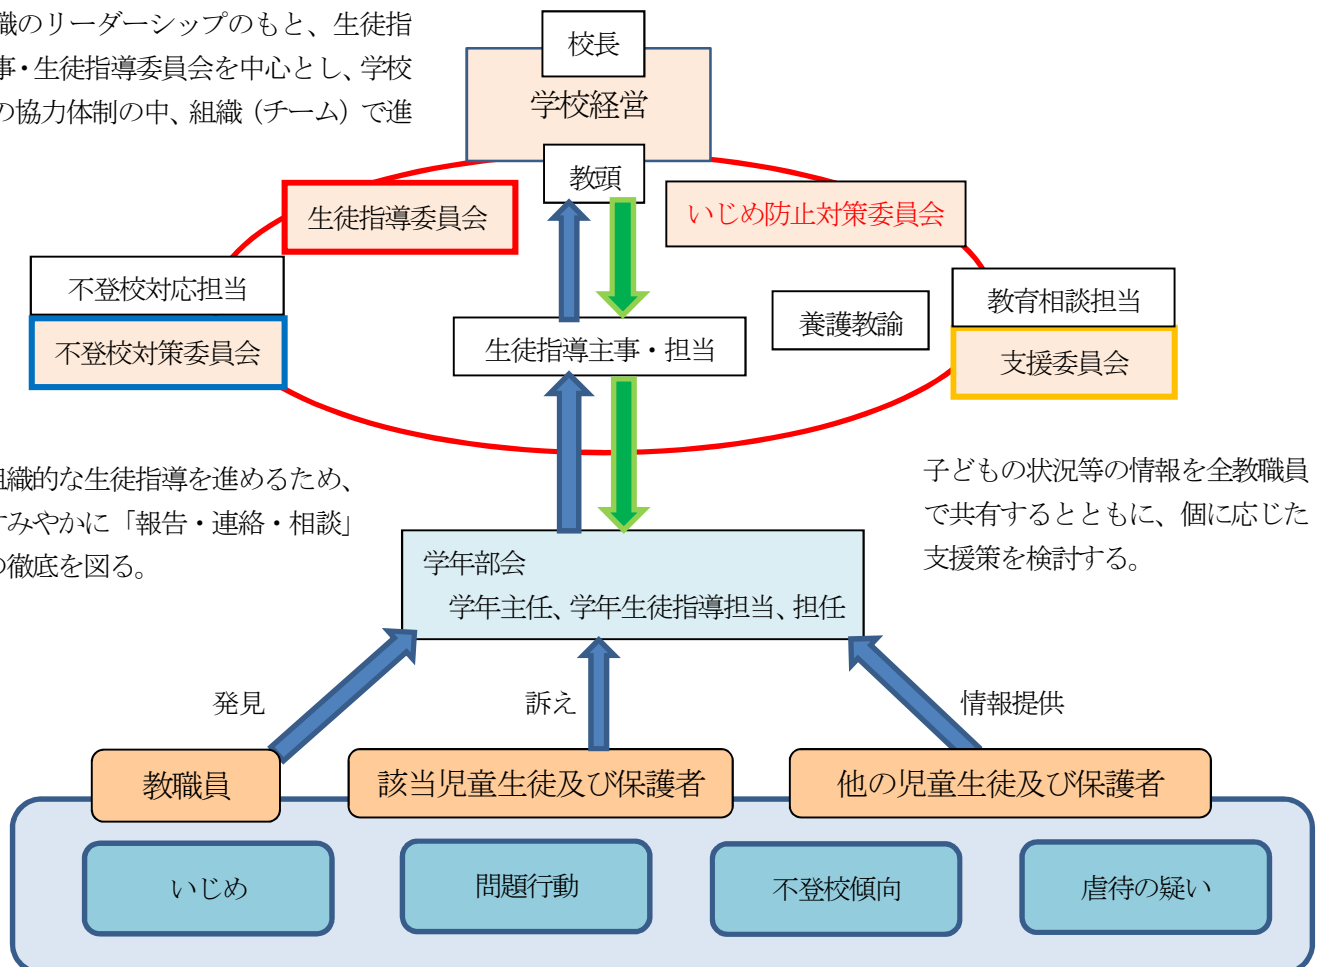 職のリーダーシップのもと、生徒指
事・生徒指導委員会を中心とし、学校
の協力体制の中、組織（チーム）で進
校長
学校経営
教頭
生徒指導委員会
いじめ防止対策委員会
不登校対応担当
不登校対策委員会
生徒指導主事・担当
養護教諭
教育相談担当
支援委員会
組織的な生徒指導を進めるため、
すみやかに「報告・連絡・相談」
の徹底を図る。
子どもの状況等の情報を全教職員
で共有するとともに、個に応じた
支援策を検討する。
学年部会
学年主任、学年生徒指導担当、担任
発見
訴え
情報提供
教職員
該当児童生徒及び保護者
他の児童生徒及び保護者
いじめ
問題行動
不登校傾向
虐待の疑い